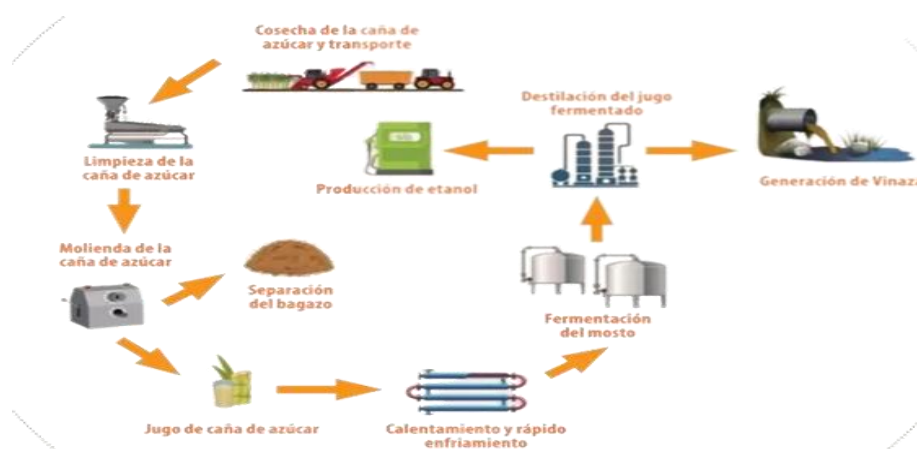 Cosecha de la caña de
azúcar y transporte
Limpieza de la
caña de azúcar
Molienda de la
caña de azúcar
Separación
del bagazo
Jugo de caña de azúcar
Calentamiento y rápido
enfriamiento
Fermentación
del mosto
Destilación del jugo
fermentado
Producción de etanol
Generación de Vinaza